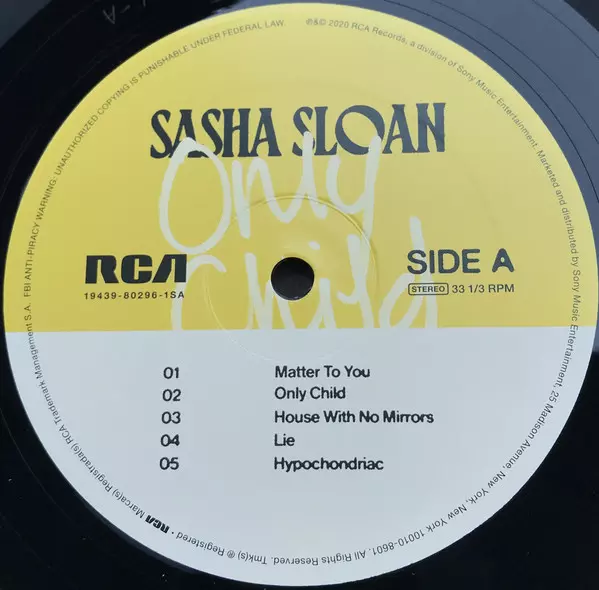 FBI ANTI-PIRACY WARNING: UNAUTHORIZED COPYING IS PUNISHABLE UNDER FEDERAL LAW.
℗&© 2020 RCA Records, a division of Sony Music Entertainment. Marketed and distributed by Sony Music Entertainment, 25 Madison Avenue, New York, New York, 10010-8601. All Rights Reserved. Tmk(s) ® Registered • RCA Marca(s) Registrada(s) RCA Trademark Management S.A.
SASHA SLOAN
Only
Child
RCA
19439-80296-1SA
SIDE A
STEREO 33 1/3 RPM
01 Matter To You
02 Only Child
03 House With No Mirrors
04 Lie
05 Hypochondriac